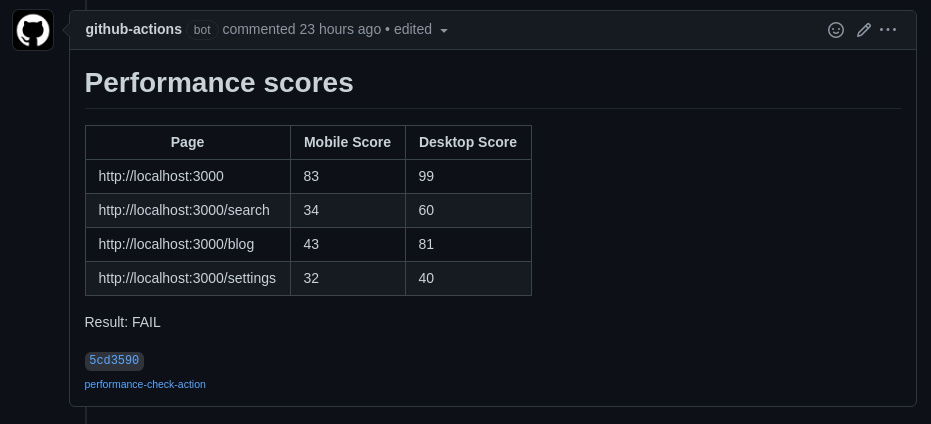 github-actions bot commented 23 hours ago • edited
Performance scores
Page Mobile Score Desktop Score
http://localhost:3000 83 99
http://localhost:3000/search 34 60
http://localhost:3000/blog 43 81
http://localhost:3000/settings 32 40
Result: FAIL
5cd3590
performance-check-action